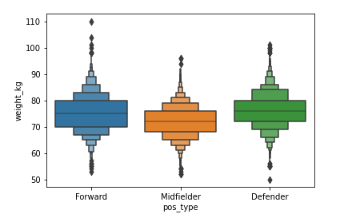 110
100
90
80
70
60
50
weight_kg
Forward
Midfielder
Defender
pos_type